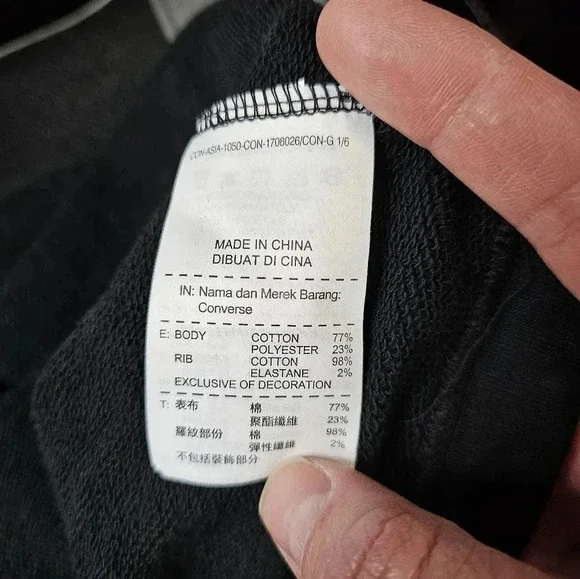 CON-ASIA-1050-CON-1708026/CON-G 1/6
MADE IN CHINA
DIBUAT DI CINA
IN: Nama dan Merek Barang:
Converse
E: BODY COTTON 77%
POLYESTER 23%
RIB COTTON 98%
ELASTANE 2%
EXCLUSIVE OF DECORATION
T: 表布 棉 77%
聚酯纖維 23%
羅紋部份 棉 98%
彈性纖維 2%
不包括裝飾部分